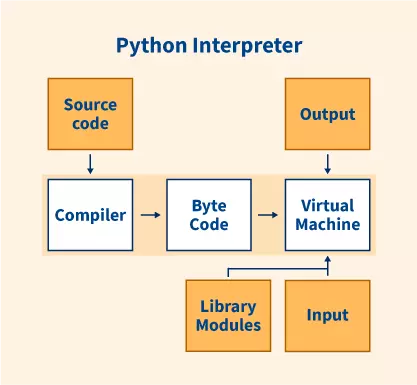 Python Interpreter
Source
code
Output
Compiler
Byte
Code
Virtual
Machine
Library
Modules
Input